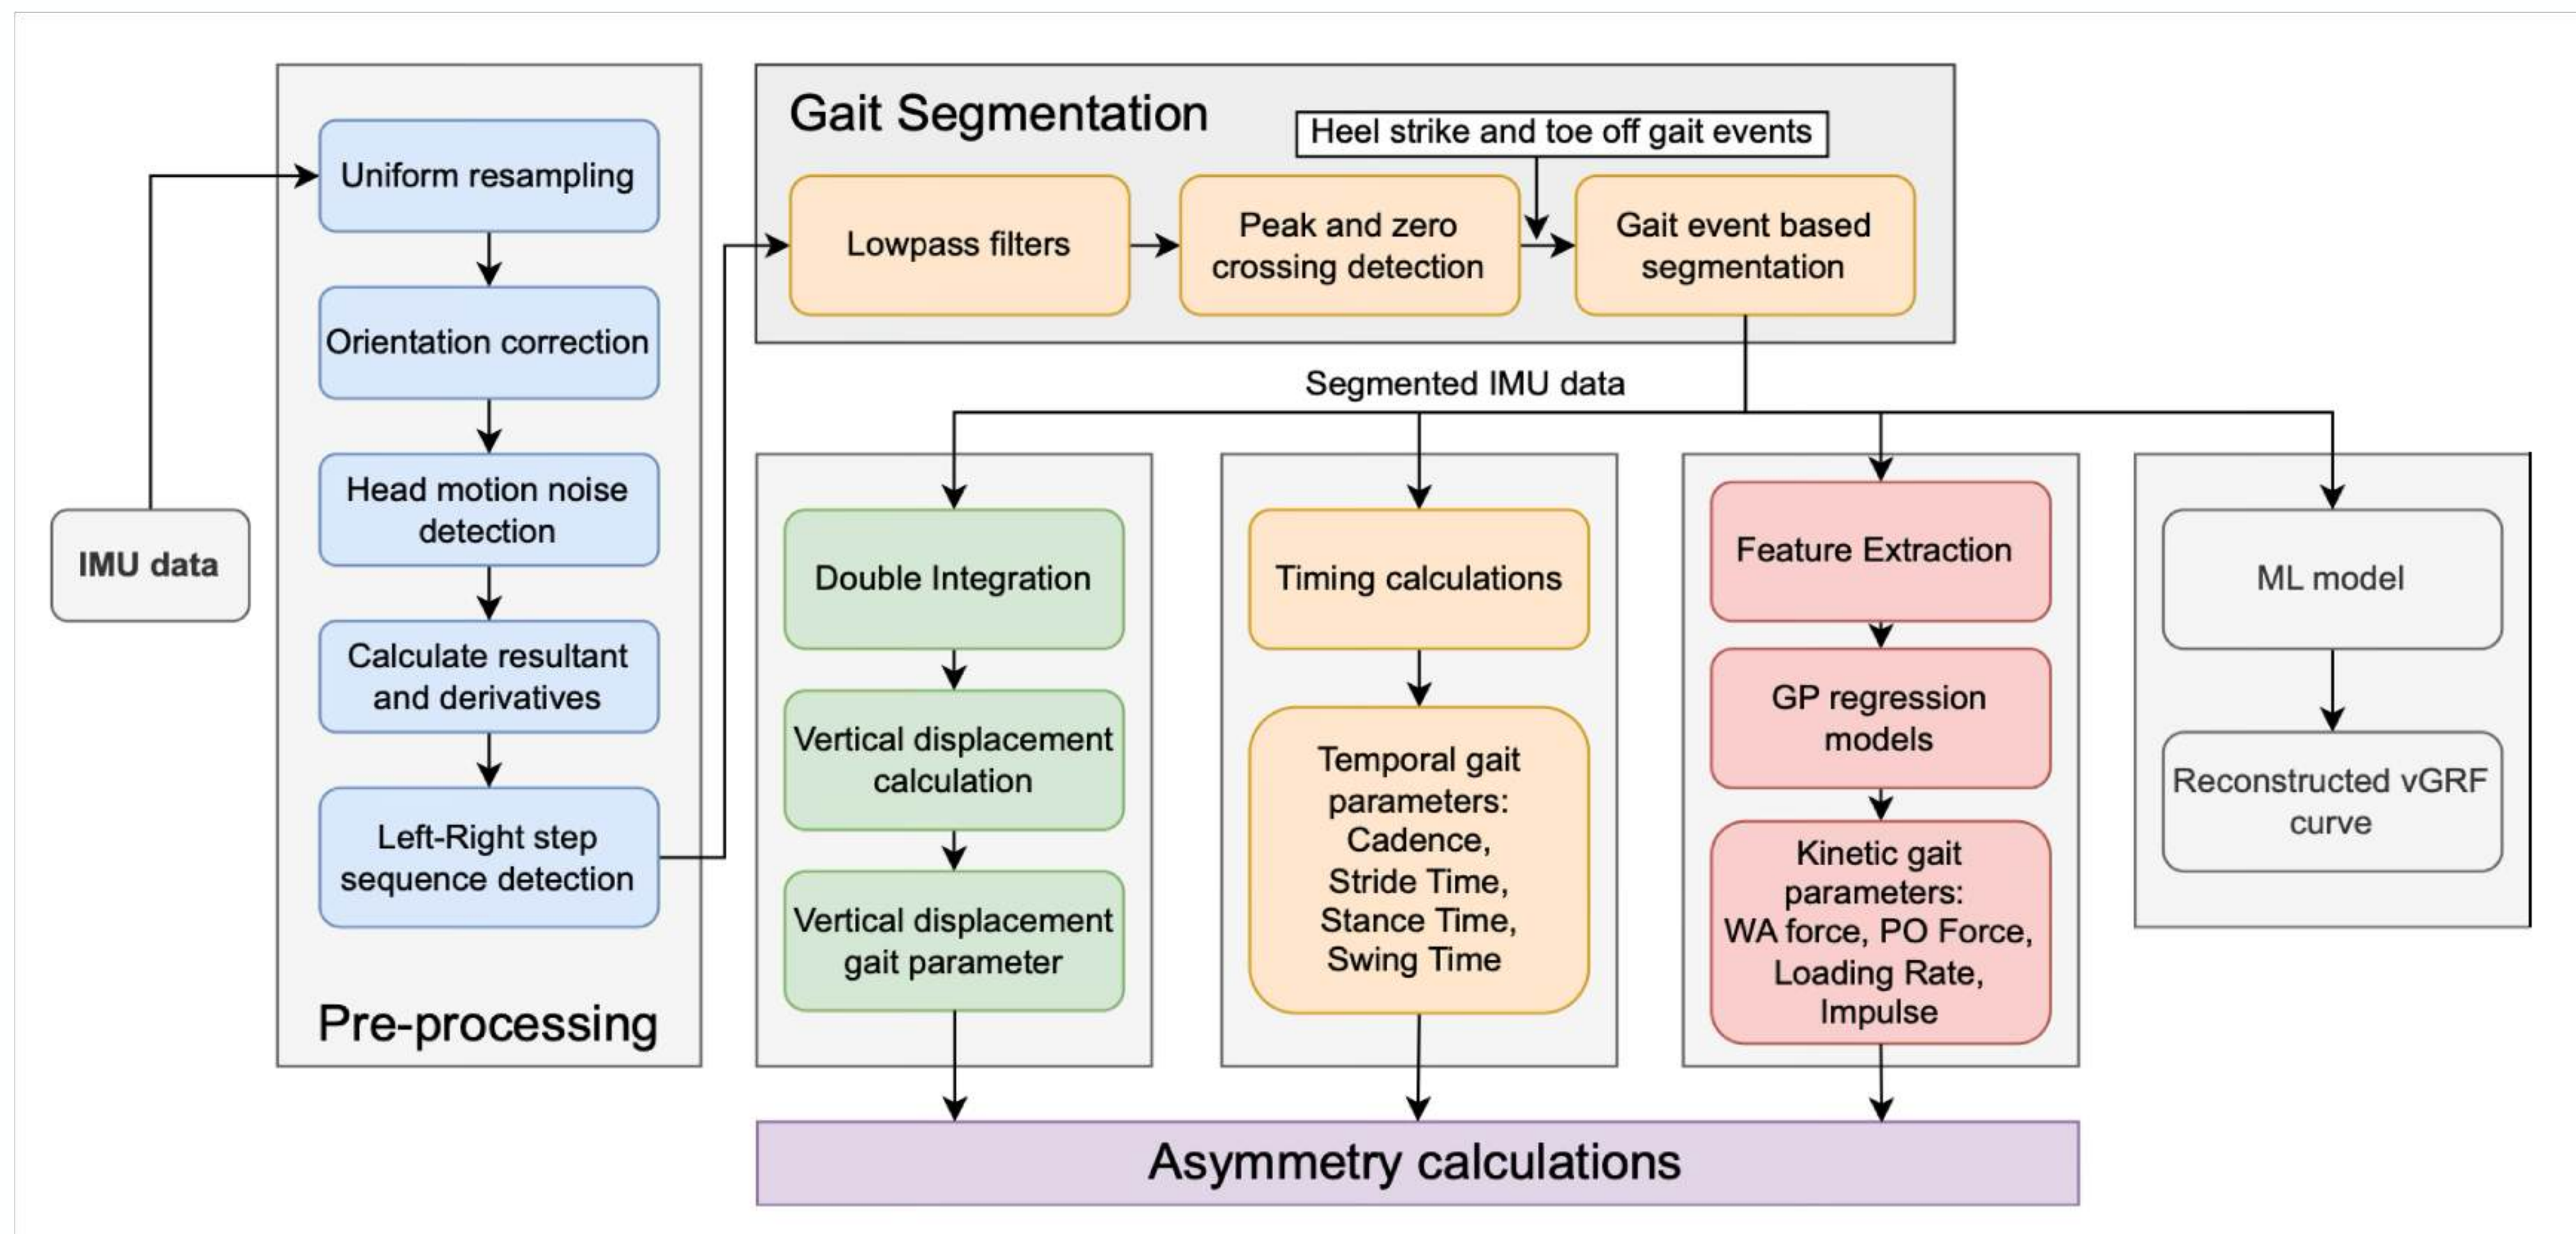 IMU data
Uniform resampling
Orientation correction
Head motion noise
detection
Calculate resultant
and derivatives
Left-Right step
sequence detection
Pre-processing
Gait Segmentation
Heel strike and toe off gait events
Lowpass filters
Peak and zero
crossing detection
Gait event based
segmentation
Segmented IMU data
Double Integration
Vertical displacement
calculation
Vertical displacement
gait parameter
Timing calculations
Temporal gait
parameters:
Cadence,
Stride Time,
Stance Time,
Swing Time
Feature Extraction
GP regression
models
Kinetic gait
parameters:
WA force, PO Force,
Loading Rate,
Impulse
ML model
Reconstructed vGRF
curve
Asymmetry calculations